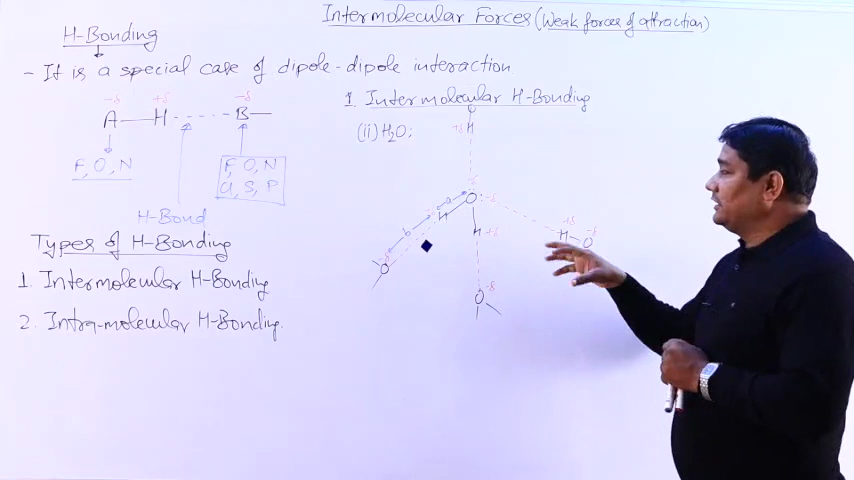 Intermolecular Forces (Weak forces of attraction)
H-Bonding
- It is a special case of dipole-dipole interaction.
-δ +δ -δ
A—H-----B—
F, O, N
F, O, N
Cl, S, P
H-Bond
Types of H-Bonding
1. Intermolecular H-Bonding
2. Intra-molecular H-Bonding.
1. Intermolecular H-Bonding
(ii) H₂O;
O
+δ H
-δ
O -δ
a
H
b
-δ
O
H +δ
O -δ
+δ -δ
H—O